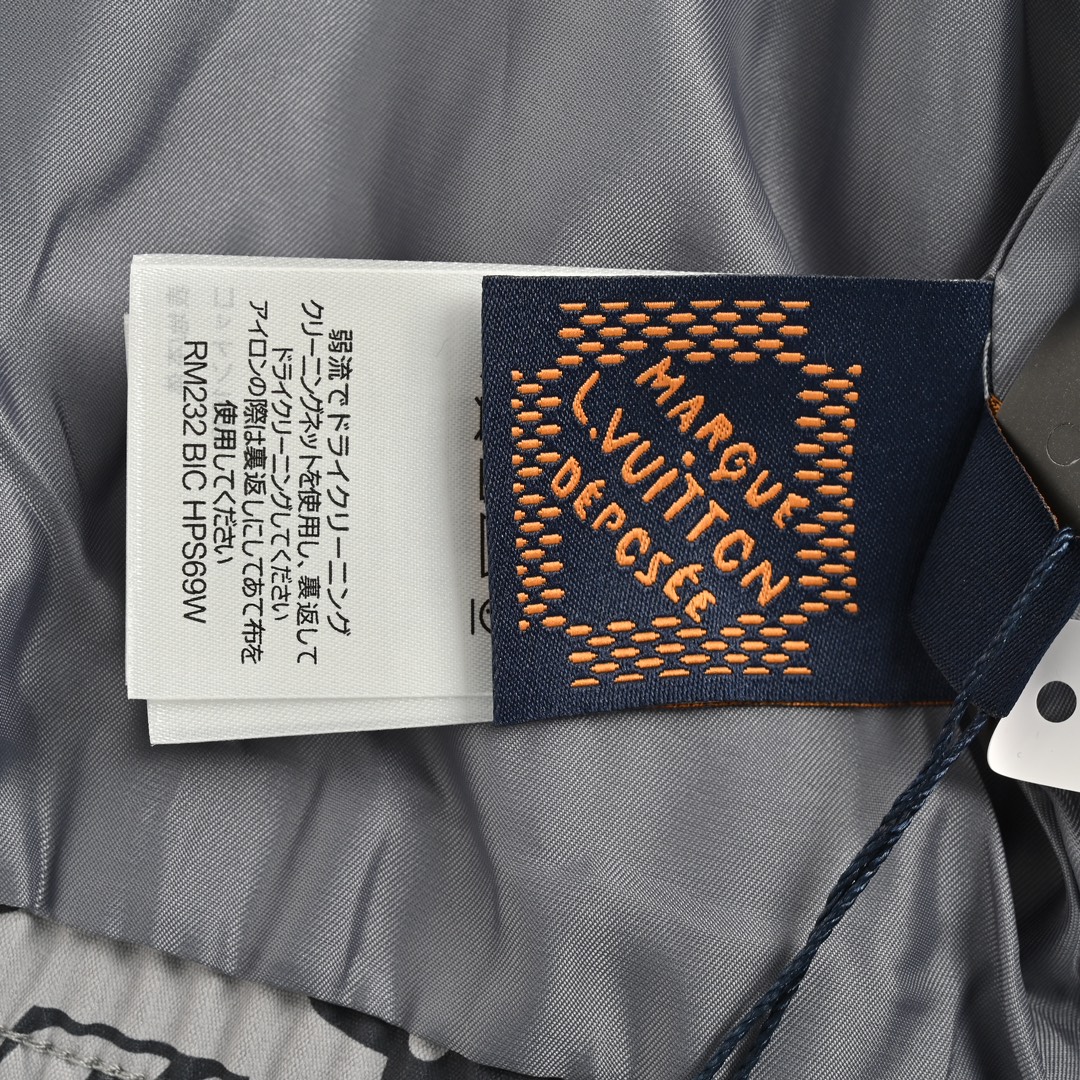 MARQUE
L.VUITTON
DÉPOSÉE
弱流でドライクリーニング
クリーニングネットを使用し、裏返して
ドライクリーニングしてください
アイロンの際は裏返しにしてあて布を
使用してください
RM232 BIC HPS69W